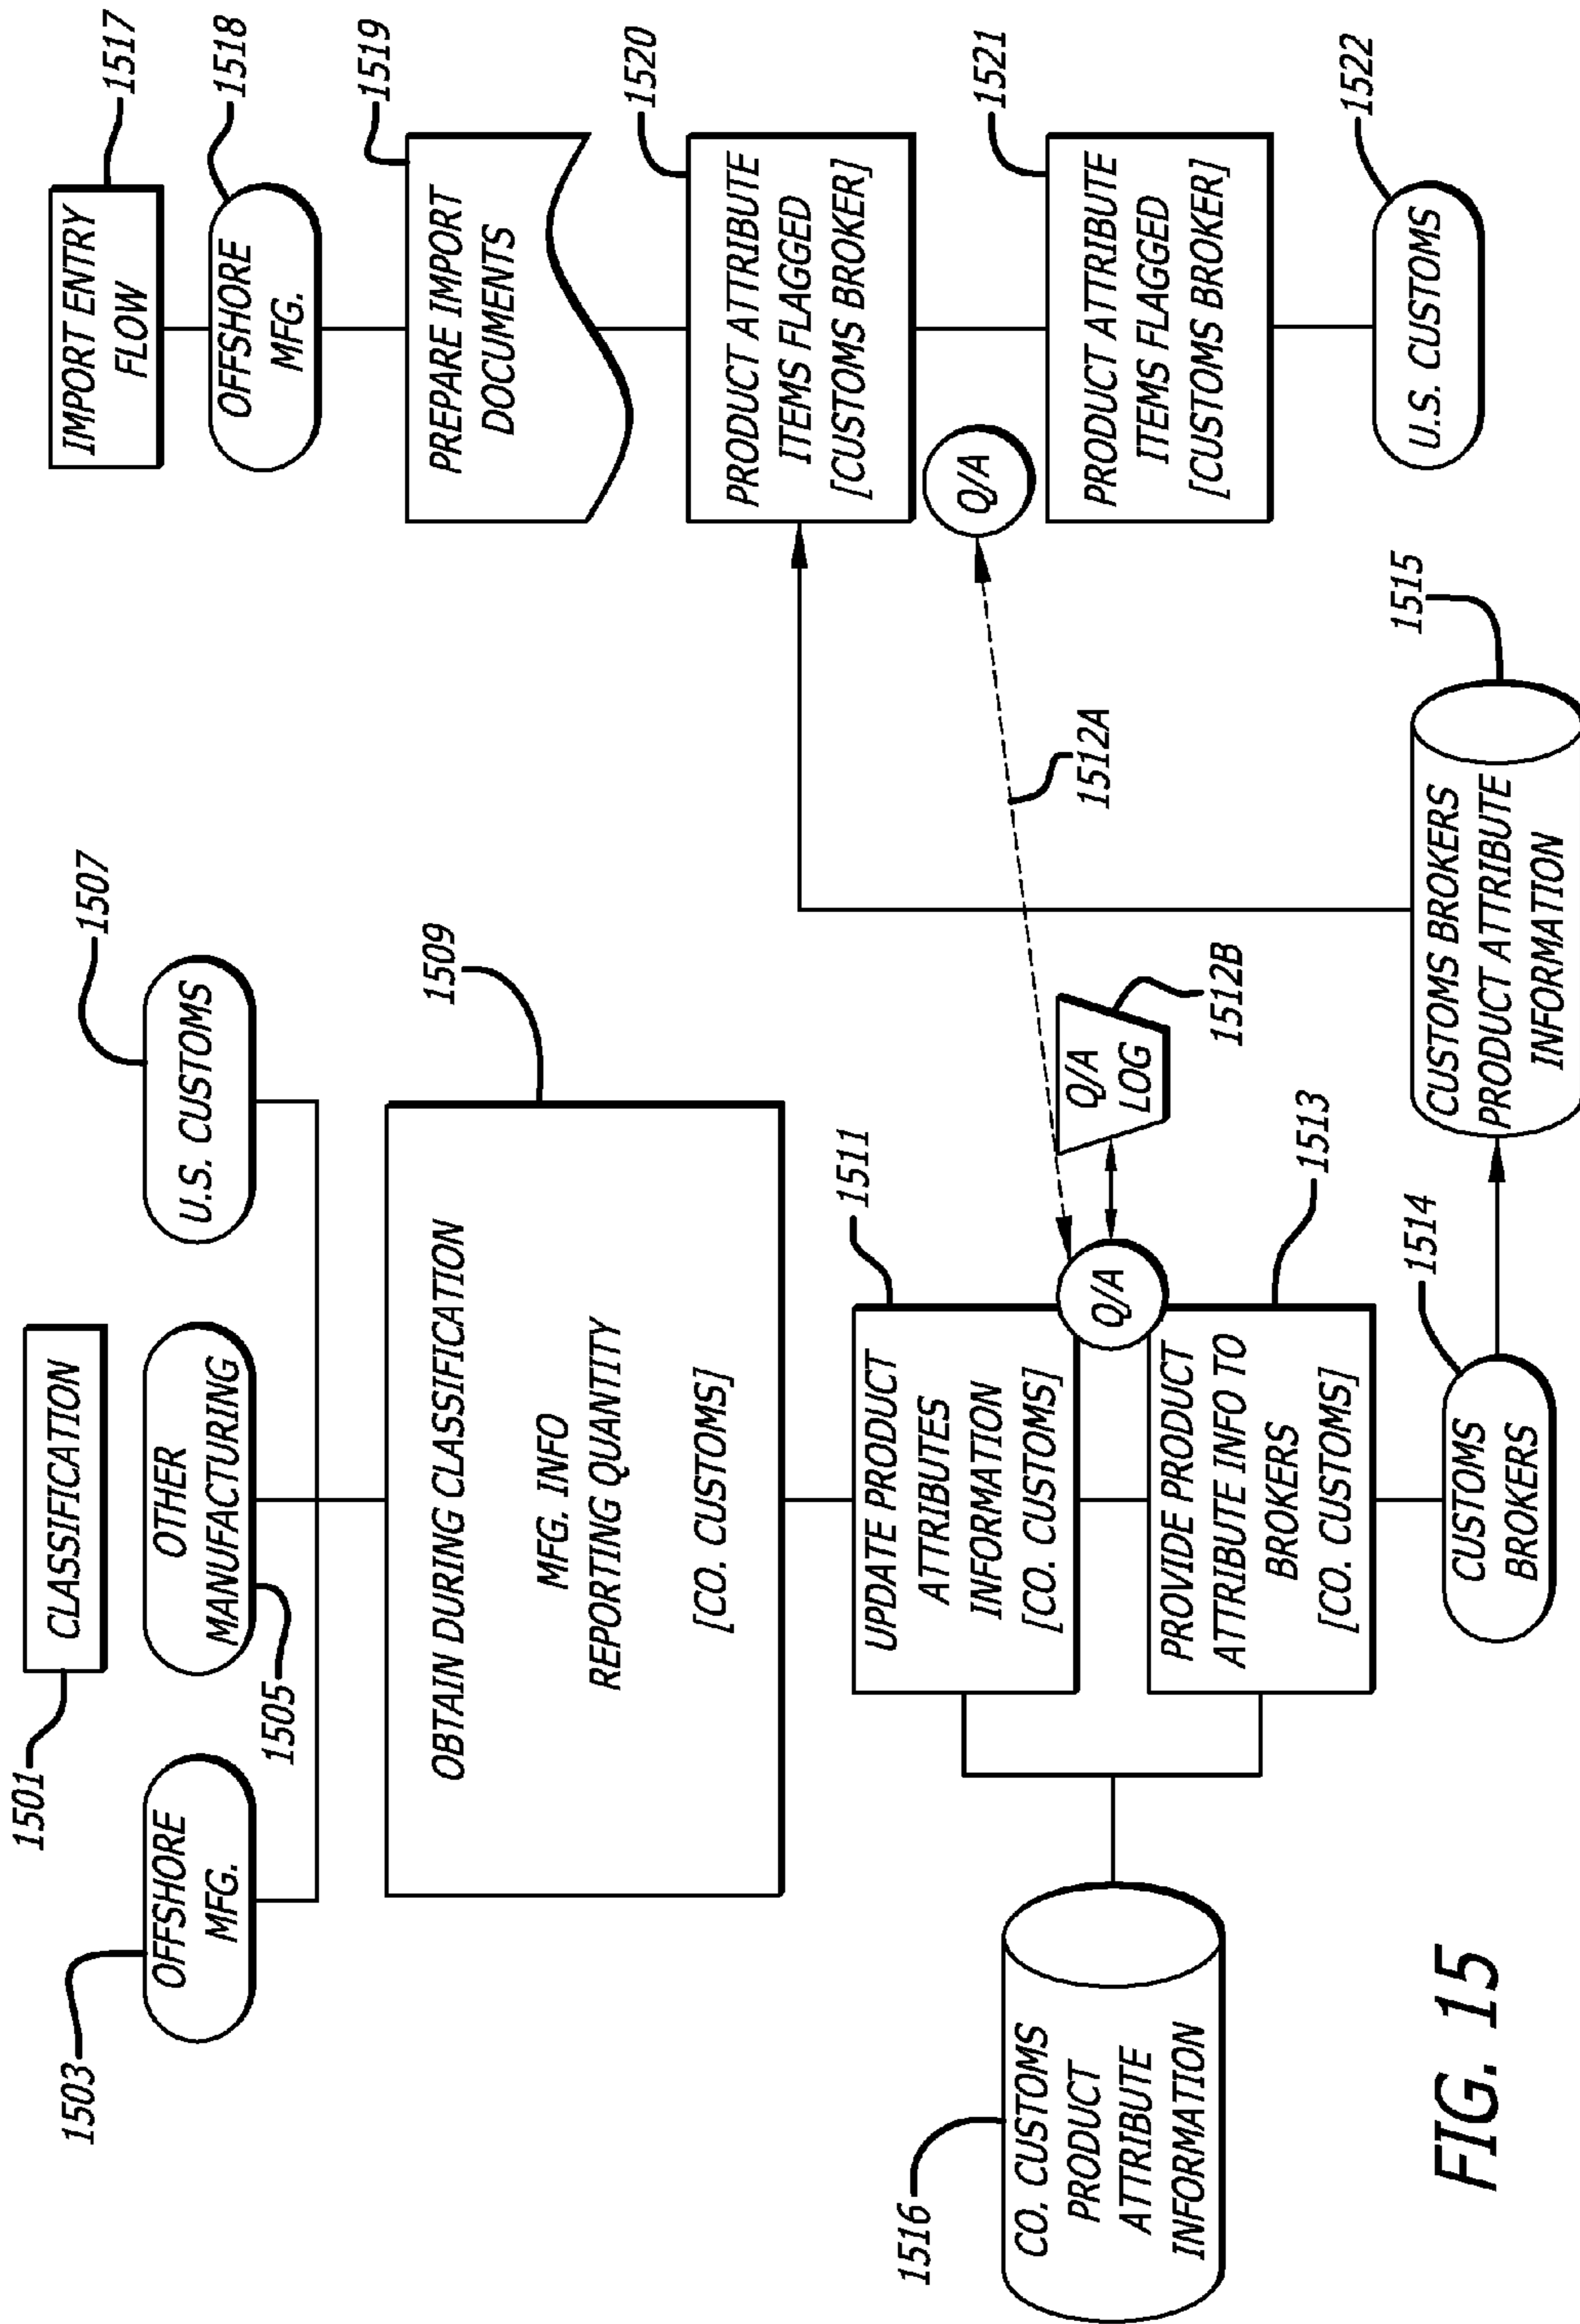 CLASSIFICATION
1501
OFFSHORE
MFG.
1503
OTHER
MANUFACTURING
1505
U.S. CUSTOMS
1507
OBTAIN DURING CLASSIFICATION
MFG. INFO
REPORTING QUANTITY
[CO. CUSTOMS]
1509
UPDATE PRODUCT
ATTRIBUTES
INFORMATION
[CO. CUSTOMS]
1511
Q/A
Q/A
LOG
1512B
1512A
PROVIDE PRODUCT
ATTRIBUTE INFO TO
BROKERS
[CO. CUSTOMS]
1513
CO. CUSTOMS
PRODUCT
ATTRIBUTE
INFORMATION
1516
CUSTOMS
BROKERS
1514
CUSTOMS BROKERS
PRODUCT ATTRIBUTE
INFORMATION
1515
IMPORT ENTRY
FLOW
1517
OFFSHORE
MFG.
1518
PREPARE IMPORT
DOCUMENTS
1519
PRODUCT ATTRIBUTE
ITEMS FLAGGED
[CUSTOMS BROKER]
1520
Q/A
PRODUCT ATTRIBUTE
ITEMS FLAGGED
[CUSTOMS BROKER]
1521
U.S. CUSTOMS
1522
FIG. 15